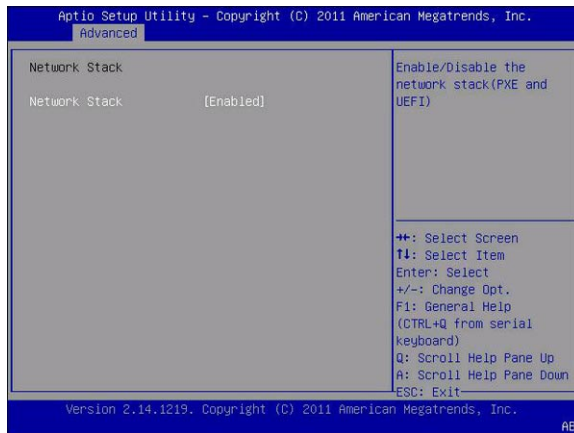 Aptio Setup Utility – Copyright (C) 2011 American Megatrends, Inc.
Advanced
Network Stack
Network Stack [Enabled]
Enable/Disable the
network stack(PXE and
UEFI)
→←: Select Screen
↑↓: Select Item
Enter: Select
+/-: Change Opt.
F1: General Help
(CTRL+Q from serial
keyboard)
Q: Scroll Help Pane Up
A: Scroll Help Pane Down
ESC: Exit
Version 2.14.1219. Copyright (C) 2011 American Megatrends, Inc.
AB